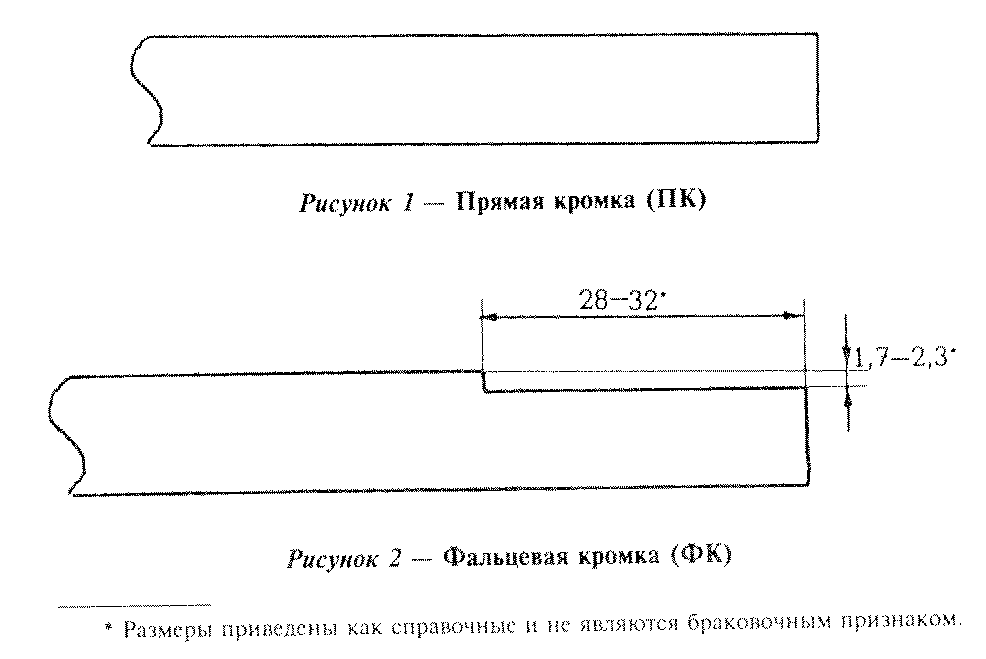 Рисунок 1 — Прямая кромка (ПК)
28—32*
1,7—2,3*
Рисунок 2 — Фальцевая кромка (ФК)
* Размеры приведены как справочные и не являются браковочным признаком.